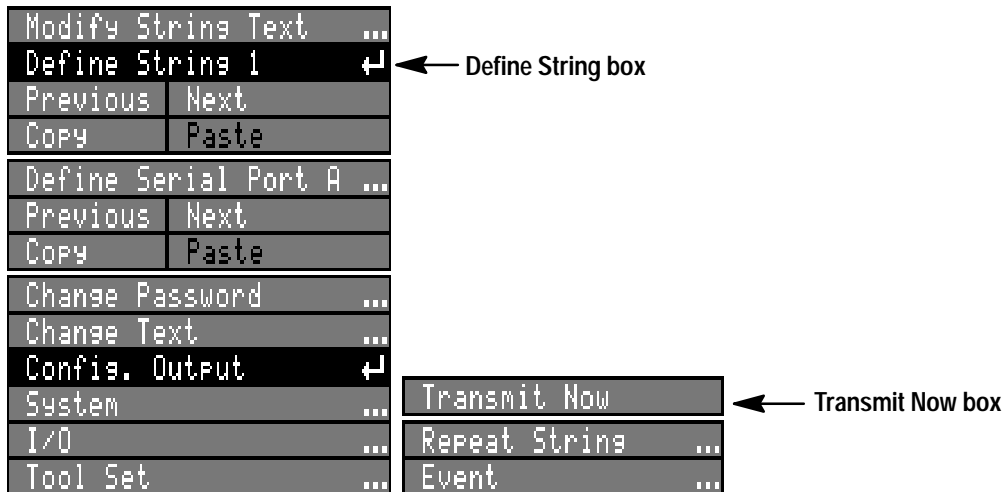 Modify String Text ...
Define String 1 ↵
Define String box
Previous Next
Copy Paste
Define Serial Port A ...
Previous Next
Copy Paste
Change Password ...
Change Text ...
Config. Output ↵
System ...
Transmit Now
Transmit Now box
I/O ...
Repeat String ...
Tool Set ...
Event ...